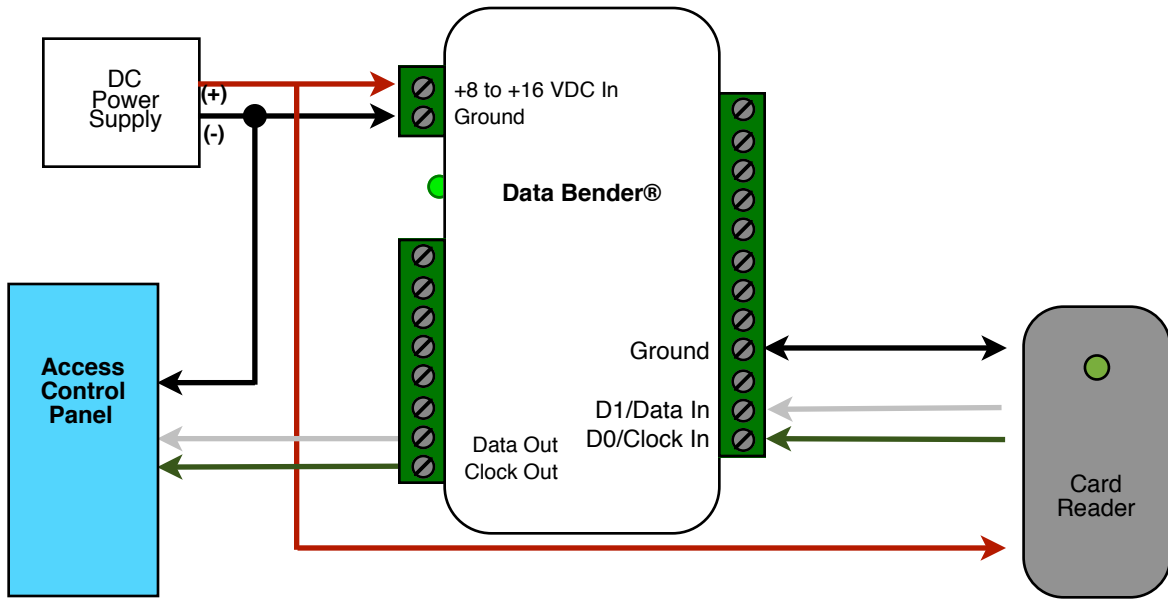 DC
Power
Supply
(+)
(-)
+8 to +16 VDC In
Ground
Data Bender®
Access
Control
Panel
Ground
D1/Data In
D0/Clock In
Data Out
Clock Out
Card
Reader